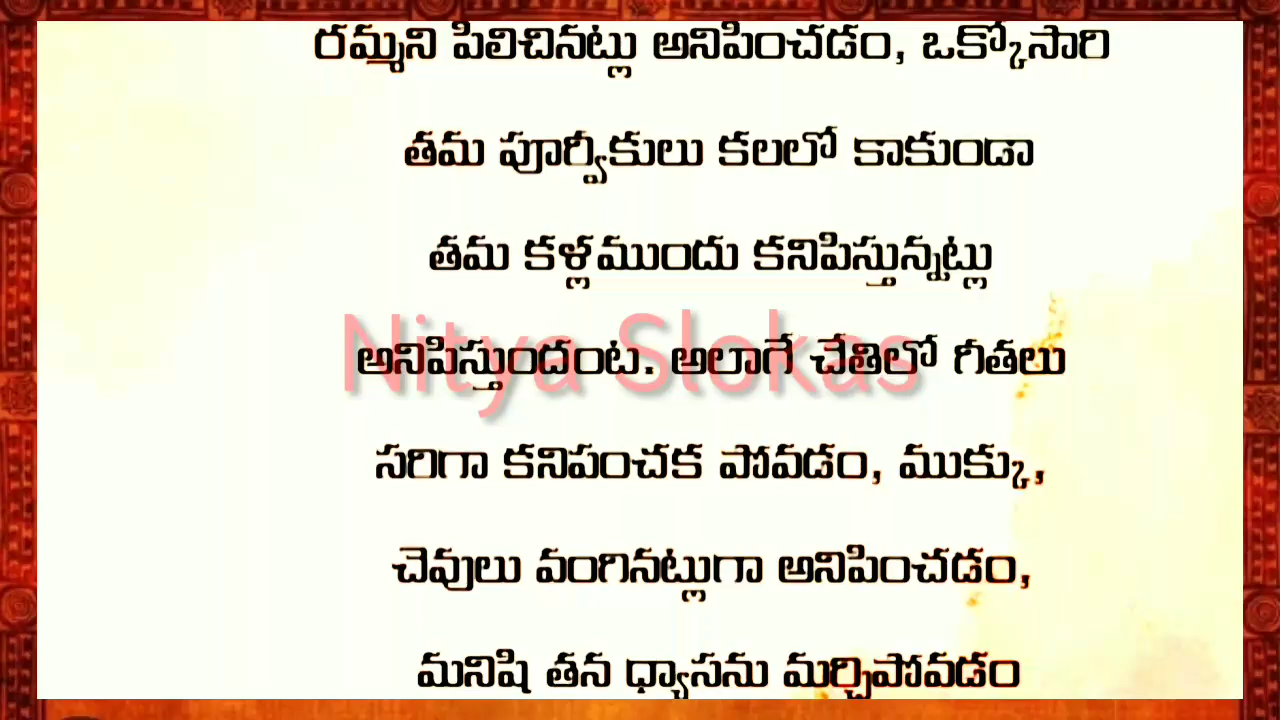 రమ్మని పిలిచినట్లు అనిపించడం, ఒక్కోసారి
తమ పూర్వీకులు కలలో కాకుండా
తమ కళ్లముందు కనిపిస్తున్నట్లు
అనిపిస్తుందంట. అలాగే చేతిలో గీతలు
Nitya Slokas
సరిగా కనిపంచక పోవడం, ముక్కు,
చెవులు వంగినట్లుగా అనిపించడం,
మనిషి తన ధ్యాసను మర్చిపోవడం